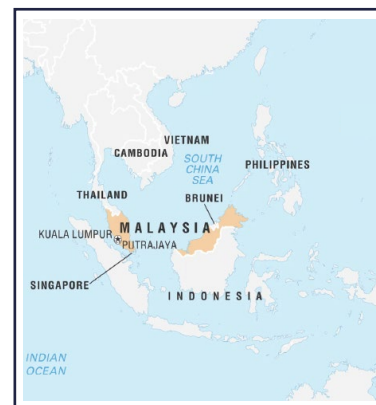 VIETNAM
CAMBODIA
SOUTH
CHINA
SEA
PHILIPPINES
THAILAND
BRUNEI
MALAYSIA
KUALA LUMPUR
PUTRAJAYA
SINGAPORE
INDONESIA
INDIAN
OCEAN